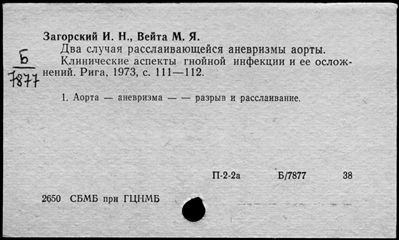 Загорский И. Н., Вейта М. Я.
Два случая расслаивающейся аневризмы аорты.
Клинические аспекты гнойной инфекции и ее ослож-
нений. Рига, 1973, с. 111—112.
Б
7877
1. Аорта — аневризма — — разрыв и расслаивание.
П-2-2а Б/7877 38
2650 СБМБ при ГЦНМБ